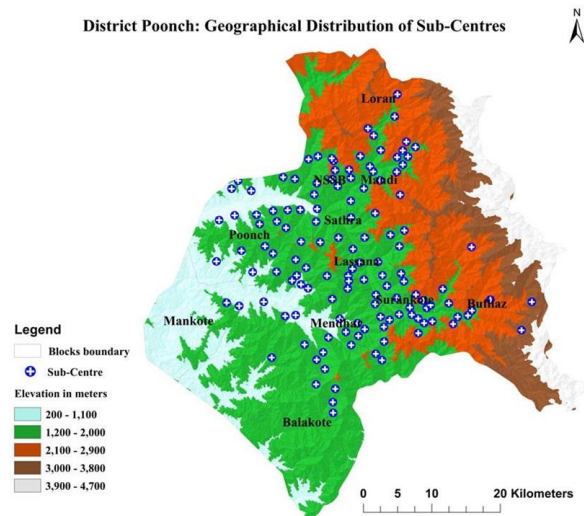 District Poonch: Geographical Distribution of Sub-Centres
N
Loran
NSSB Mandi
Sathra
Poonch
Lassana
Surankote
Bufliaz
Mankote
Mendhar
Balakote
Legend
Blocks boundary
Sub-Centre
Elevation in meters
200 - 1,100
1,200 - 2,000
2,100 - 2,900
3,000 - 3,800
3,900 - 4,700
0 5 10 20 Kilometers